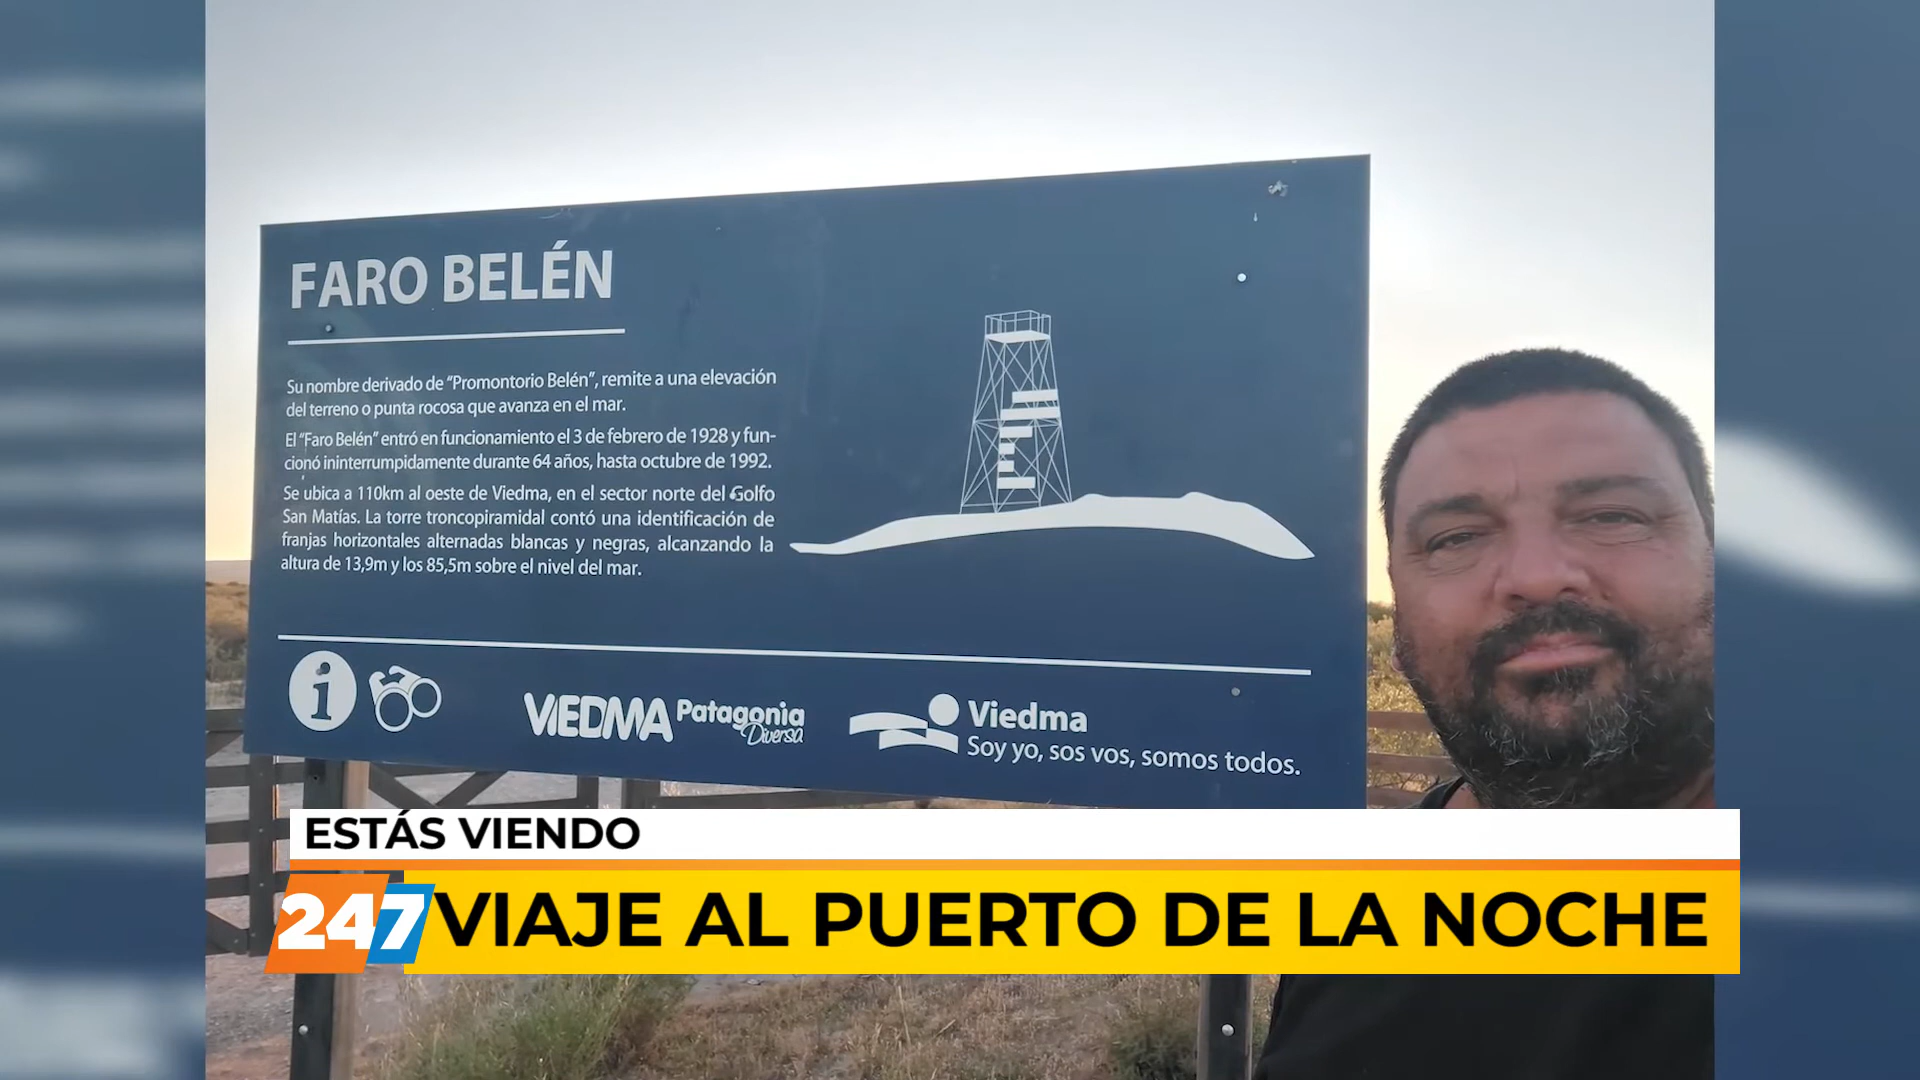 FARO BELÉN
Su nombre derivado de “Promontorio Belén”, remite a una elevación
del terreno o punta rocosa que avanza en el mar.
El “Faro Belén” entró en funcionamiento el 3 de febrero de 1928 y fun-
cionó ininterrumpidamente durante 64 años, hasta octubre de 1992.
Se ubica a 110km al oeste de Viedma, en el sector norte del Golfo
San Matías. La torre troncopiramidal contó una identificación de
franjas horizontales alternadas blancas y negras, alcanzando la
altura de 13,9m y los 85,5m sobre el nivel del mar.
i
VIEDMA Patagonia
Diversa
Viedma
Soy yo, sos vos, somos todos.
ESTÁS VIENDO
247 VIAJE AL PUERTO DE LA NOCHE